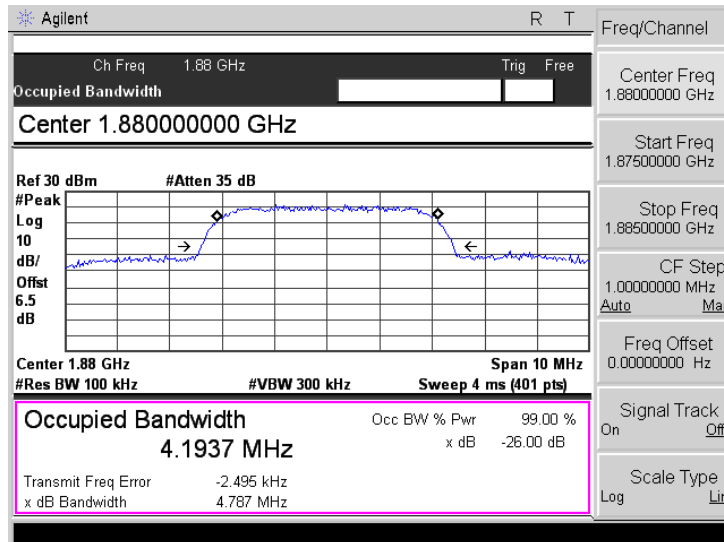 Agilent R T
Ch Freq 1.88 GHz Trig Free
Occupied Bandwidth
Center 1.880000000 GHz
Ref 30 dBm #Atten 35 dB
#Peak
Log
10
dB/
Offst
6.5
dB
Center 1.88 GHz Span 10 MHz
#Res BW 100 kHz #VBW 300 kHz Sweep 4 ms (401 pts)
Occupied Bandwidth Occ BW % Pwr 99.00 %
4.1937 MHz x dB -26.00 dB
Transmit Freq Error -2.495 kHz
x dB Bandwidth 4.787 MHz
Freq/Channel
Center Freq
1.88000000 GHz
Start Freq
1.87500000 GHz
Stop Freq
1.88500000 GHz
CF Step
1.00000000 MHz
Auto Ma
Freq Offset
0.00000000 Hz
Signal Track
On Off
Scale Type
Log Lin